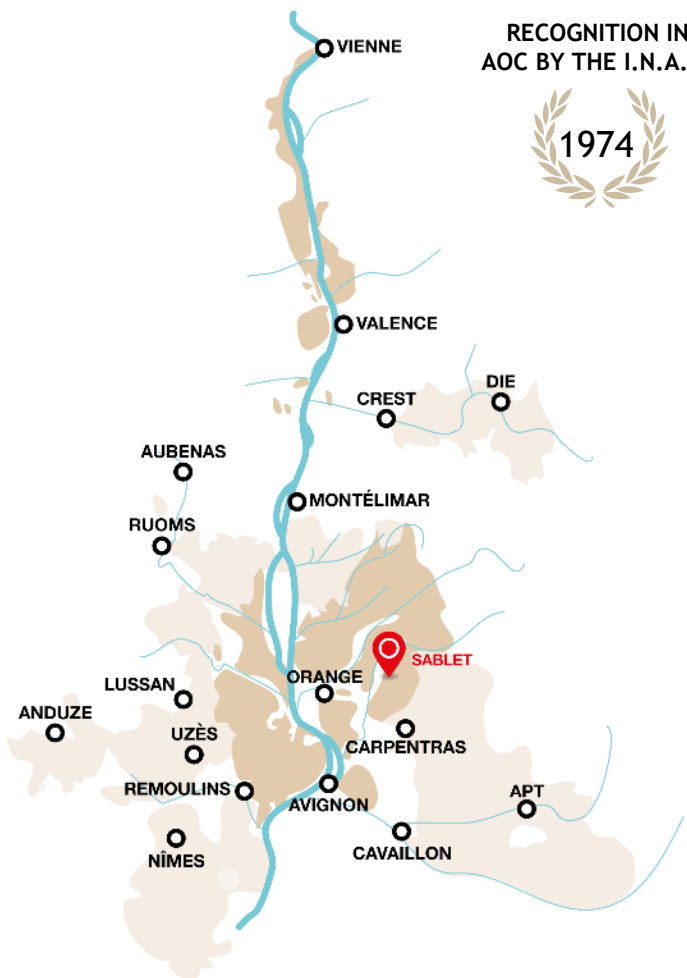 RECOGNITION IN
AOC BY THE I.N.A.
1974
VIENNE
VALENCE
DIE
CREST
AUBENAS
MONTÉLIMAR
RUOMS
SABLET
ORANGE
LUSSAN
ANDUZE
UZÈS
CARPENTRAS
REMOULINS
AVIGNON
APT
NÎMES
CAVAILLON